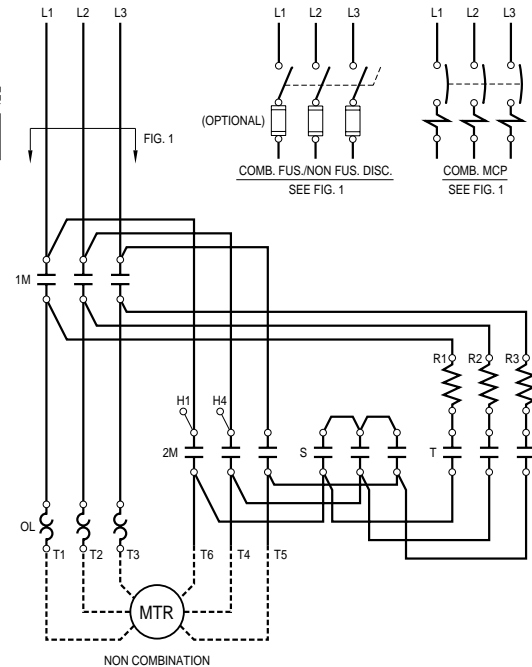 L1 L2 L3 L1 L2 L3 L1 L2 L3
(OPTIONAL)
FIG. 1
COMB. FUS./NON FUS. DISC.
SEE FIG. 1
COMB. MCP
SEE FIG. 1
1M
R1 R2 R3
H1 H4
2M S T
OL
T1 T2 T3 T6 T4 T5
MTR
NON COMBINATION